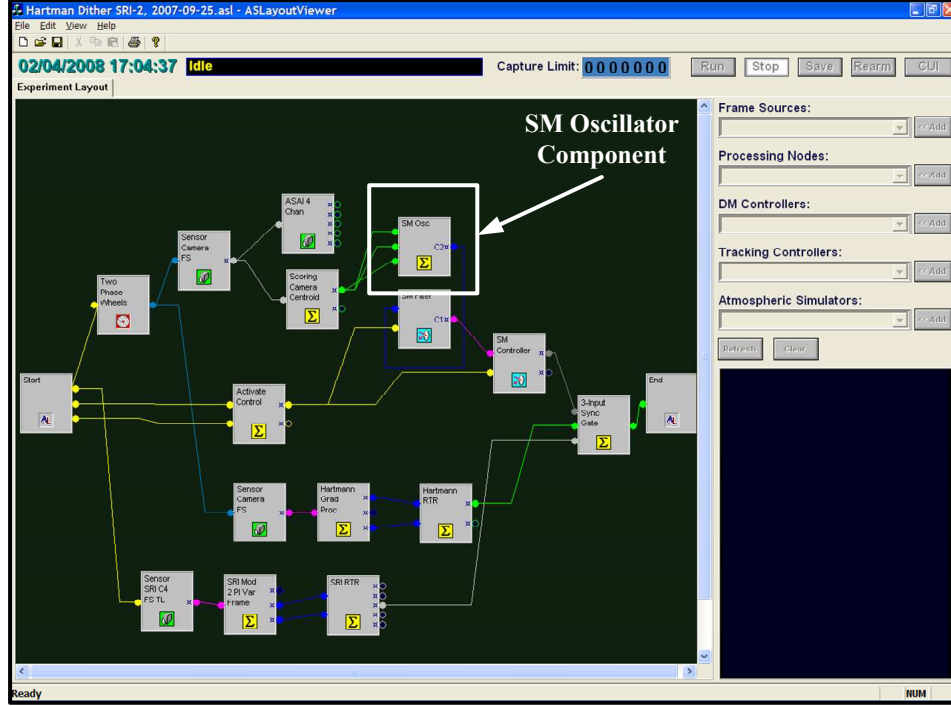 Hartman Dither SRI-2, 2007-09-25.asl - ASLayoutViewer
File Edit View Help
02/04/2008 17:04:37 Idle Capture Limit: 0000000 Run Stop Save Rearm CUI
Experiment Layout
Frame Sources:
<< Add
Processing Nodes:
<< Add
DM Controllers:
<< Add
Tracking Controllers:
<< Add
Atmospheric Simulators:
<< Add
Refresh Clear
SM Oscillator
Component
ASAI 4
Chan
SM Osc
C2
Sensor
Camera
FS
Scoring
Camera
Centroid
Two
Phase
Wheels
SM Filter
C1
SM
Controller
Start
AL
Activate
Control
3-Input
Sync
Gate
End
AL
Sensor
Camera
FS
Hartmann
Grad
Proc
Hartmann
RTR
Sensor
SRI C4
FS TL
SRI Mod
2 PI Var
Frame
SRI RTR
Ready NUM